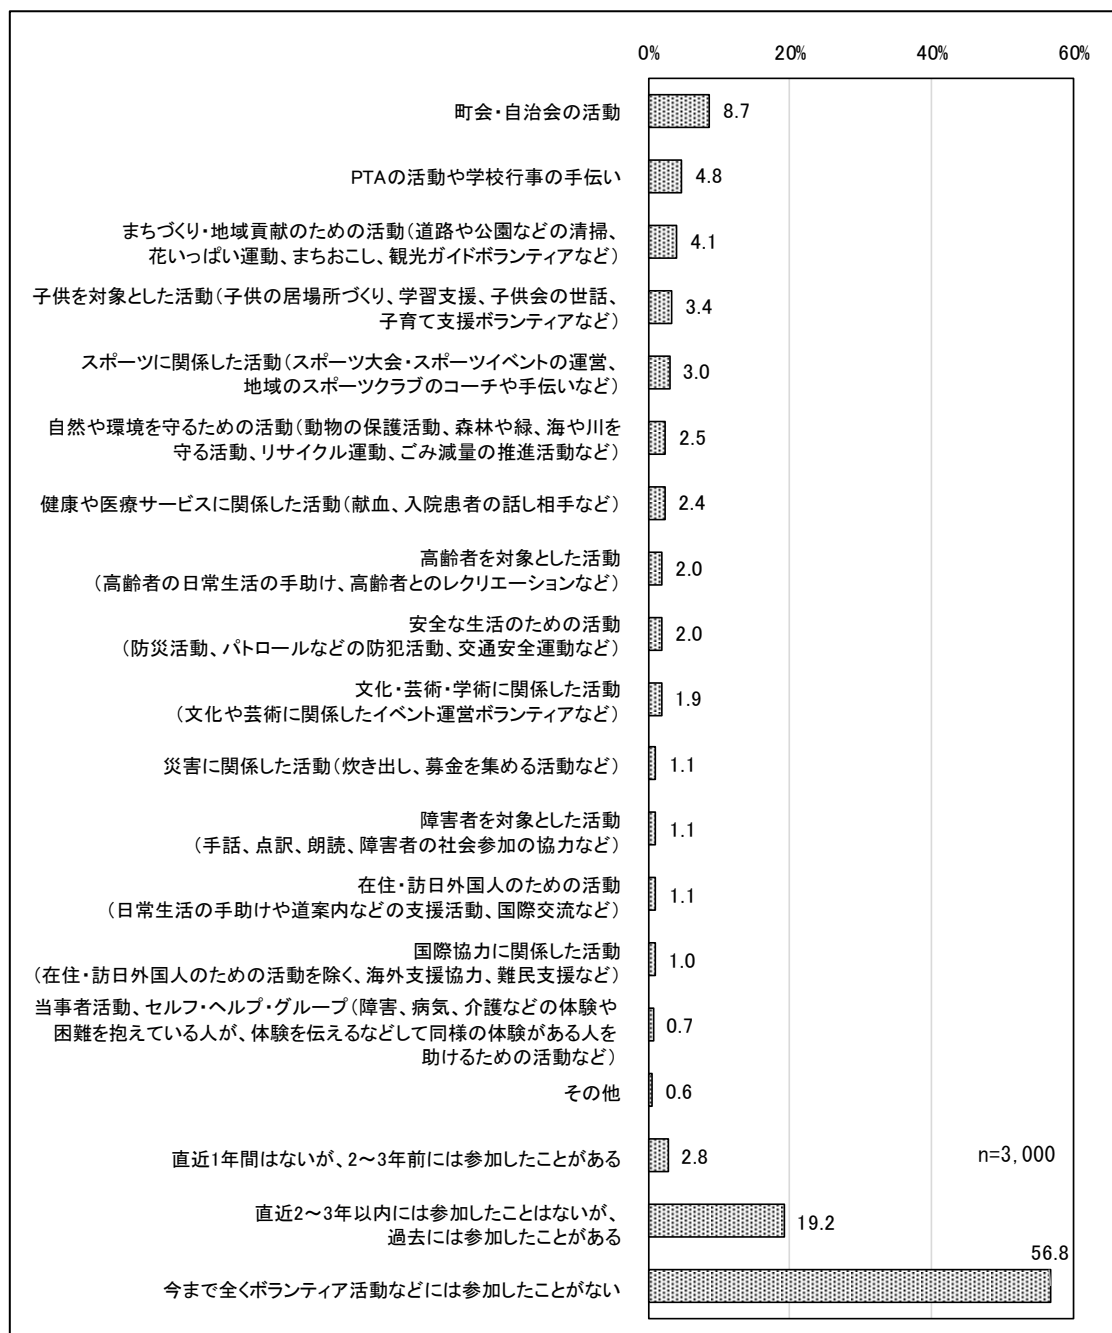 0% 20% 40% 60%
町会・自治会の活動 8.7
PTAの活動や学校行事の手伝い 4.8
まちづくり・地域貢献のための活動（道路や公園などの清掃、
花いっぱい運動、まちおこし、観光ガイドボランティアなど） 4.1
子供を対象とした活動（子供の居場所づくり、学習支援、子供会の世話、
子育て支援ボランティアなど） 3.4
スポーツに関係した活動（スポーツ大会・スポーツイベントの運営、
地域のスポーツクラブのコーチや手伝いなど） 3.0
自然や環境を守るための活動（動物の保護活動、森林や緑、海や川を
守る活動、リサイクル運動、ごみ減量の推進活動など） 2.5
健康や医療サービスに関係した活動（献血、入院患者の話し相手など） 2.4
高齢者を対象とした活動
（高齢者の日常生活の手助け、高齢者とのレクリエーションなど） 2.0
安全な生活のための活動
（防災活動、パトロールなどの防犯活動、交通安全運動など） 2.0
文化・芸術・学術に関係した活動
（文化や芸術に関係したイベント運営ボランティアなど） 1.9
災害に関係した活動（炊き出し、募金を集める活動など） 1.1
障害者を対象とした活動
（手話、点訳、朗読、障害者の社会参加の協力など） 1.1
在住・訪日外国人のための活動
（日常生活の手助けや道案内などの支援活動、国際交流など） 1.1
国際協力に関係した活動
（在住・訪日外国人のための活動を除く、海外支援協力、難民支援など） 1.0
当事者活動、セルフ・ヘルプ・グループ（障害、病気、介護などの体験や
困難を抱えている人が、体験を伝えるなどして同様の体験がある人を
助けるための活動など） 0.7
その他 0.6
直近1年間はないが、2～3年前には参加したことがある 2.8
n=3,000
直近2～3年以内には参加したことはないが、
過去には参加したことがある 19.2
今まで全くボランティア活動などには参加したことがない 56.8